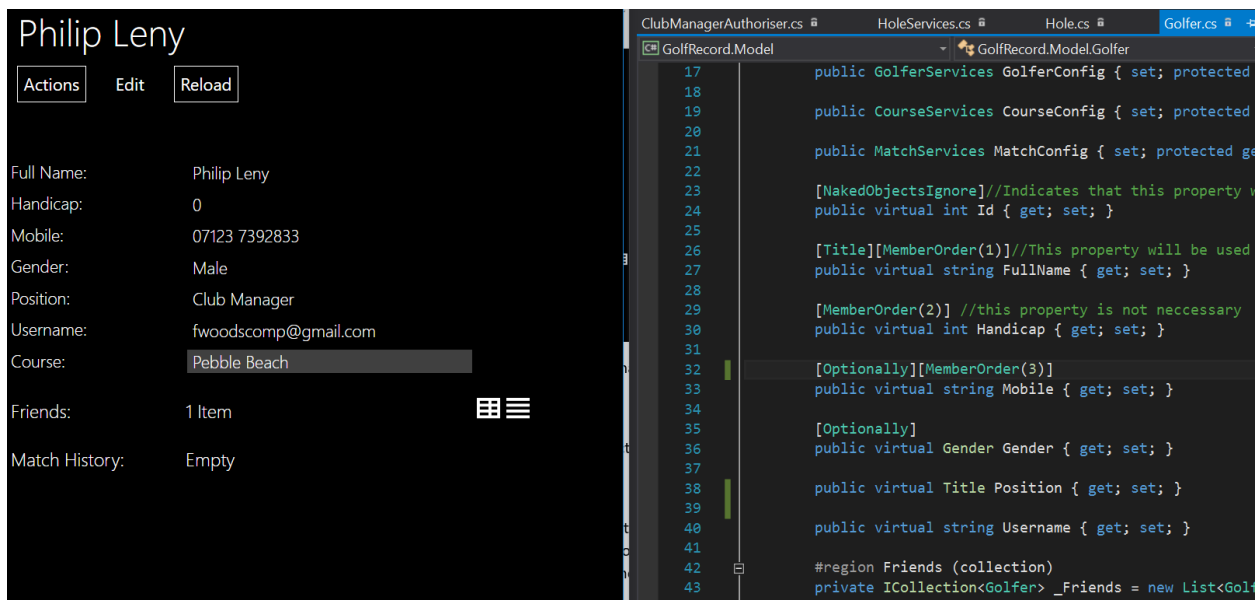 Philip Leny
Actions Edit Reload
Full Name: Philip Leny
Handicap: 0
Mobile: 07123 7392833
Gender: Male
Position: Club Manager
Username: fwoodscomp@gmail.com
Course: Pebble Beach
Friends: 1 Item
Match History: Empty
ClubManagerAuthoriser.cs HoleServices.cs Hole.cs Golfer.cs
C# GolfRecord.Model GolfRecord.Model.Golfer
17 public GolferServices GolferConfig { set; protected
18
19 public CourseServices CourseConfig { set; protected
20
21 public MatchServices MatchConfig { set; protected ge
22
23 [NakedObjectsIgnore]//Indicates that this property w
24 public virtual int Id { get; set; }
25
26 [Title][MemberOrder(1)]//This property will be used
27 public virtual string FullName { get; set; }
28
29 [MemberOrder(2)] //this property is not neccessary
30 public virtual int Handicap { get; set; }
31
32 [Optionally][MemberOrder(3)]
33 public virtual string Mobile { get; set; }
34
35 [Optionally]
36 public virtual Gender Gender { get; set; }
37
38 public virtual Title Position { get; set; }
39
40 public virtual string Username { get; set; }
41
42 #region Friends (collection)
43 private ICollection<Golfer> _Friends = new List<Golf